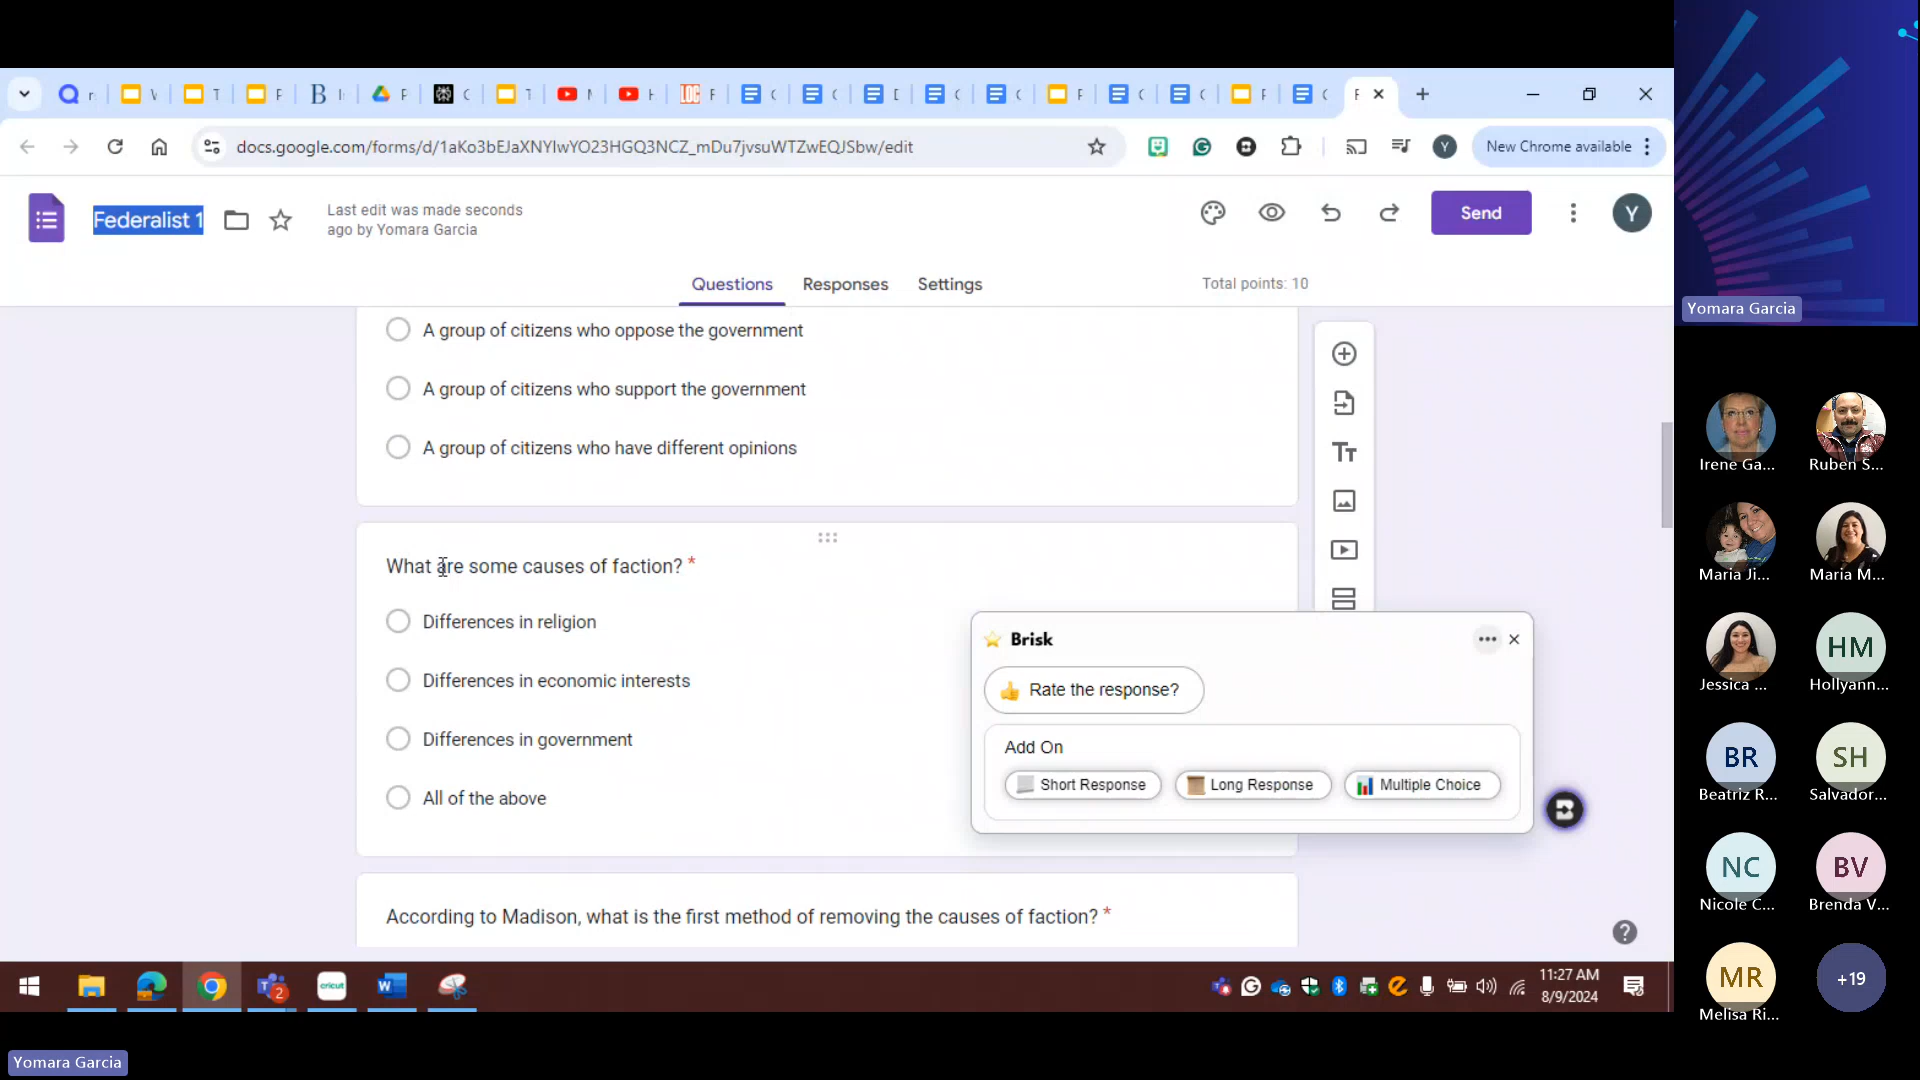 docs.google.com/forms/d/1aKo3bEJaXNYIwYO23HGQ3NCZ_mDu7jvsuWTZwEQJSbw/edit
New Chrome available
Federalist 1
Last edit was made seconds
ago by Yomara Garcia
Send
Y
Questions
Responses
Settings
Total points: 10
A group of citizens who oppose the government
A group of citizens who support the government
A group of citizens who have different opinions
What are some causes of faction? *
Differences in religion
Differences in economic interests
Differences in government
All of the above
According to Madison, what is the first method of removing the causes of faction? *
Brisk
Rate the response?
Add On
Short Response
Long Response
Multiple Choice
11:27 AM
8/9/2024
Yomara Garcia
Yomara Garcia
Irene Ga...
Ruben S...
Maria Ji...
Maria M...
Jessica ...
HM
Hollyann...
BR
Beatriz R...
SH
Salvador...
NC
Nicole C...
BV
Brenda V...
MR
Melisa Ri...
+19